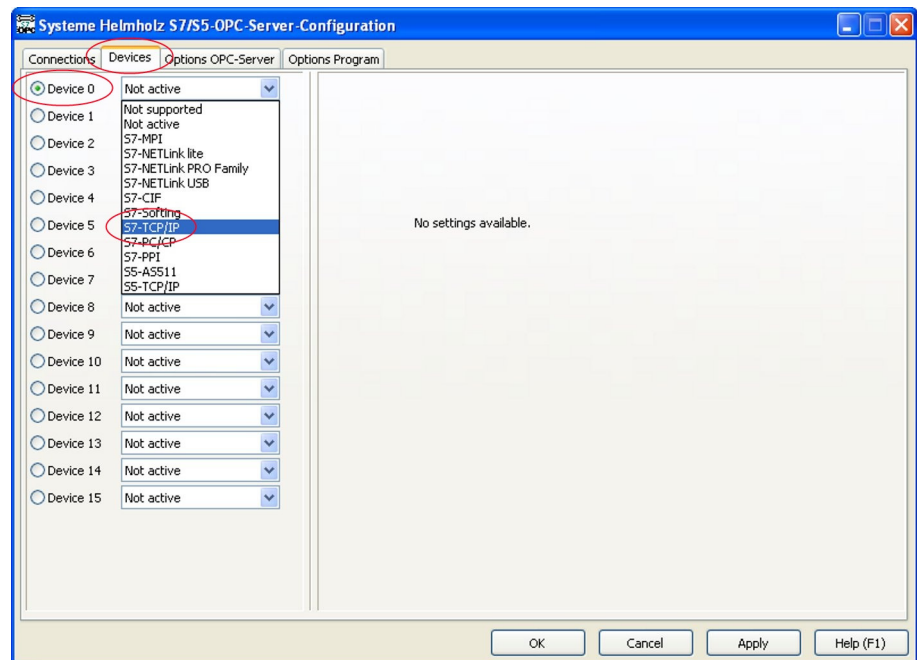 Systeme Helmholz S7/S5-OPC-Server-Configuration
Connections Devices Options OPC-Server Options Program
Device 0 Not active
Device 1
Device 2
Device 3
Device 4
Device 5
Device 6
Device 7
Not supported
Not active
S7-MPI
S7-NETLink lite
S7-NETLink PRO Family
S7-NETLink USB
S7-CIF
S7-Softing
S7-TCP/IP
S7-PC/CP
S7-PPI
S5-AS511
S5-TCP/IP
Device 8 Not active
Device 9 Not active
Device 10 Not active
Device 11 Not active
Device 12 Not active
Device 13 Not active
Device 14 Not active
Device 15 Not active
No settings available.
OK Cancel Apply Help (F1)